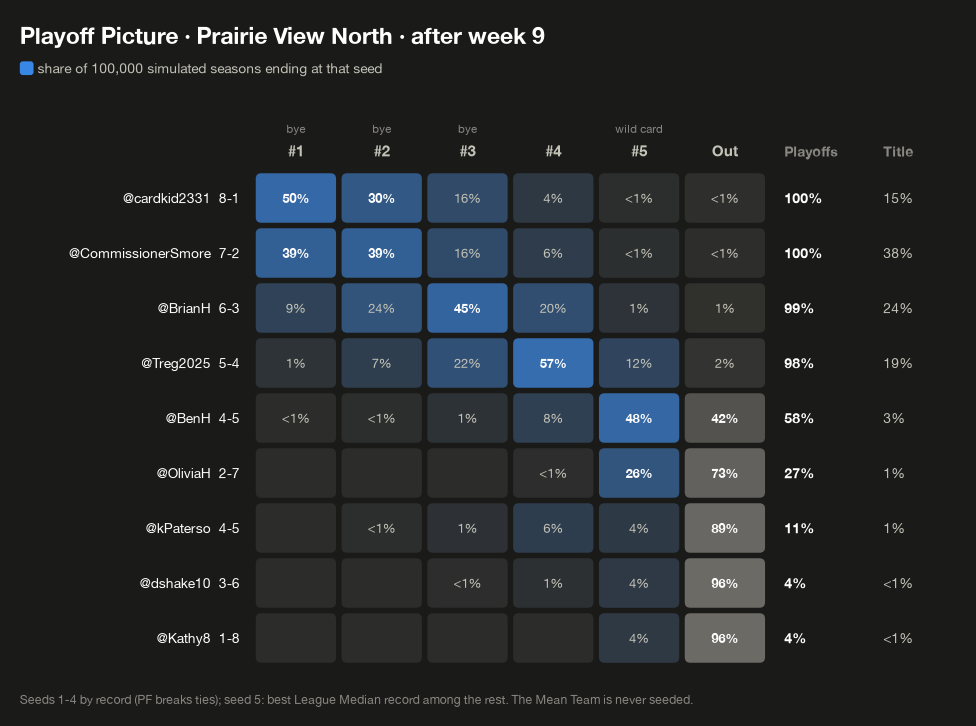 Playoff Picture · Prairie View North · after week 9
share of 100,000 simulated seasons ending at that seed
bye bye bye wild card
#1 #2 #3 #4 #5 Out Playoffs Title
@cardkid2331 8-1 50% 30% 16% 4% <1% <1% 100% 15%
@CommissionerSmore 7-2 39% 39% 16% 6% <1% <1% 100% 38%
@BrianH 6-3 9% 24% 45% 20% 1% 1% 99% 24%
@Treg2025 5-4 1% 7% 22% 57% 12% 2% 98% 19%
@BenH 4-5 <1% <1% 1% 8% 48% 42% 58% 3%
@OliviaH 2-7 <1% 26% 73% 27% 1%
@kPaterso 4-5 <1% 1% 6% 4% 89% 11% 1%
@dshake10 3-6 <1% 1% 4% 96% 4% <1%
@Kathy8 1-8 4% 96% 4% <1%
Seeds 1-4 by record (PF breaks ties); seed 5: best League Median record among the rest. The Mean Team is never seeded.